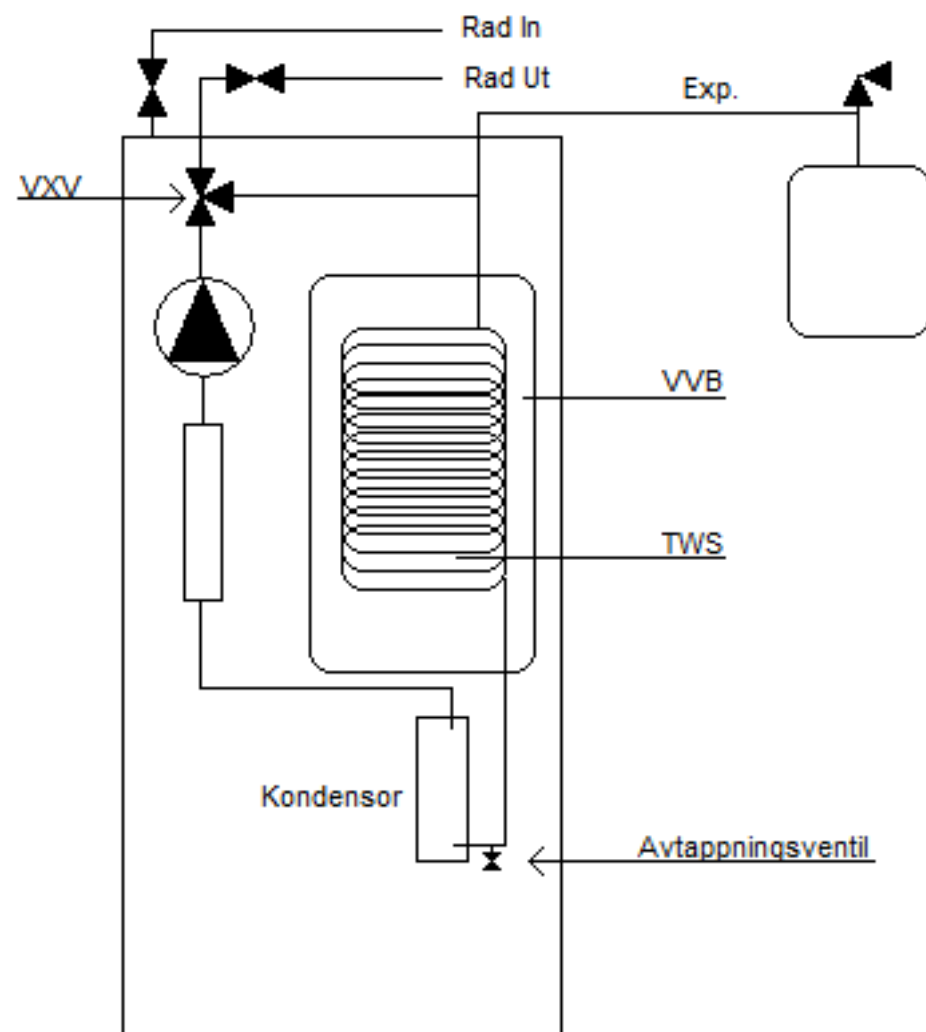 Rad In
Rad Ut
Exp.
VXV
VVB
TWS
Kondensor
Avtappningsventil